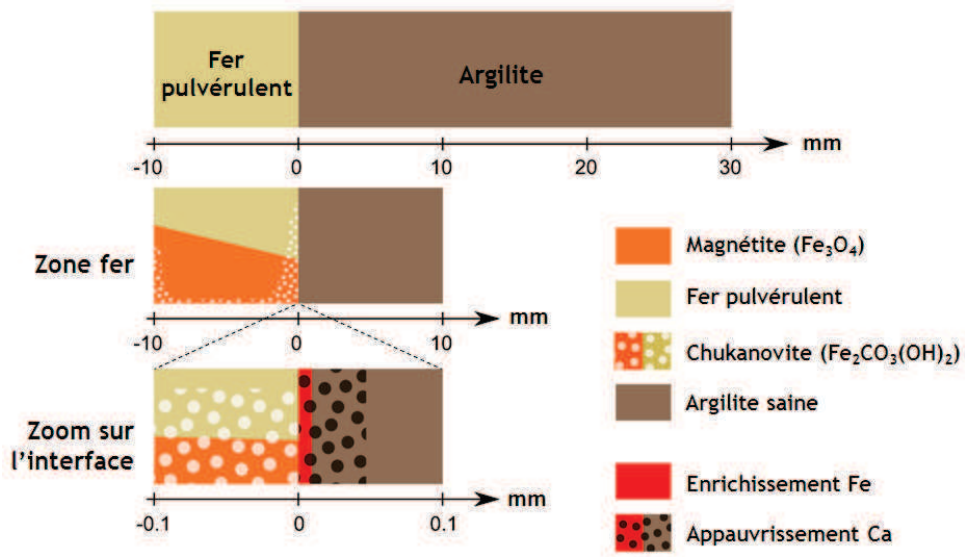 Fer
pulvérulent
Argilite
mm
-10 0 10 20 30
Zone fer
mm
-10 0 10
Zoom sur
l'interface
mm
-0.1 0 0.1
Magnétite (Fe₃O₄)
Fer pulvérulent
Chukanovite (Fe₂CO₃(OH)₂)
Argilite saine
Enrichissement Fe
Appauvrissement Ca